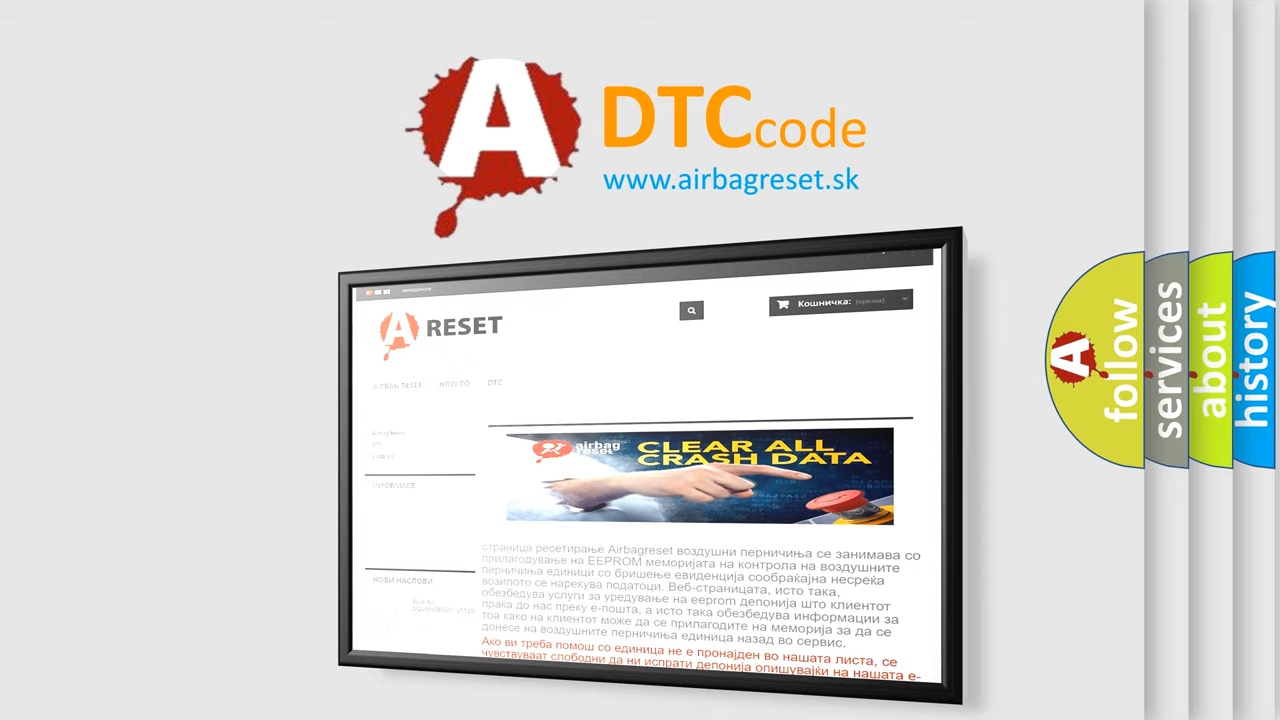 A
DTCcode
www.airbagreset.sk
A RESET
Кошничка: (празна)
AIRBAG RESET HOW TO DTC
DTC
INFORMACE
airbag
reset
CLEAR ALL
CRASH DATA
страница ресетирање Airbagreset воздушни перничиња се занимава со
прилагодување на EEPROM меморијата на контрола на воздушните
перничиња единици со бришење евиденција сообраќајна несреќа
возилото се нарекува податоци. Веб-страницата, исто така,
обезбедува услуги за уредување на eeprom депонија што клиентот
праќа до нас преку е-пошта, а исто така обезбедува информации за
тоа како на клиентот може да се прилагодите на меморија за да се
донесе на воздушните перничиња единица назад во сервис.
Ако ви треба помош со единица не е пронајден во нашата листа, се
чувствуваат слободни да ни испрати депонија опишувајќи на нашата е-
НОВИ НАСЛОВИ
A
follow
services
about
history